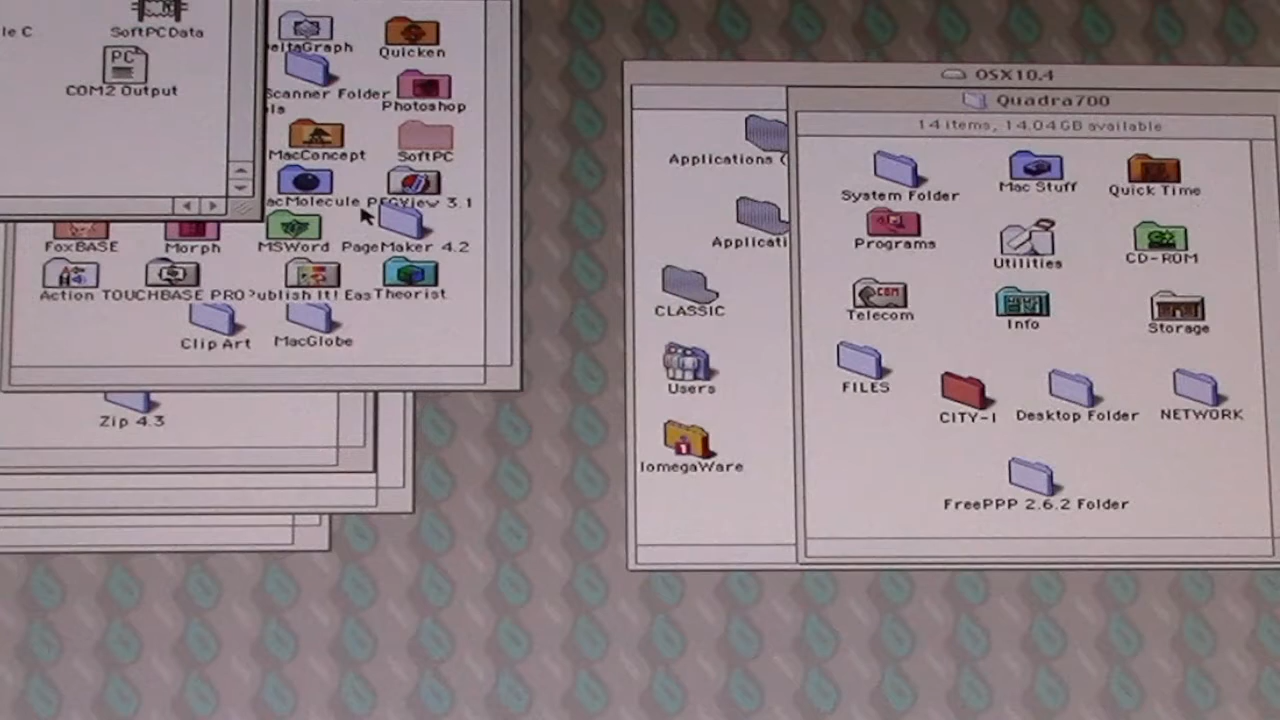 le C
SoftPCData
COM2 Output
eltaGraph
Quicken
Scanner Folder
Photoshop
MacConcept
SoftPC
acMolecule
PEGView 3.1
FoxBASE
Morph
MSWord
PageMaker 4.2
Action
TOUCHBASE PRO
Publish It! Eas
Theorist
Clip Art
MacGlobe
Zip 4.3
OSX10.4
Applications (
Applicati
CLASSIC
Users
IomegaWare
Quadra700
14 items, 14.04 GB available
System Folder
Mac Stuff
Quick Time
Programs
Utilities
CD-ROM
COM
Telecom
Info
Storage
FILES
CITY-I
Desktop Folder
NETWORK
FreePPP 2.6.2 Folder